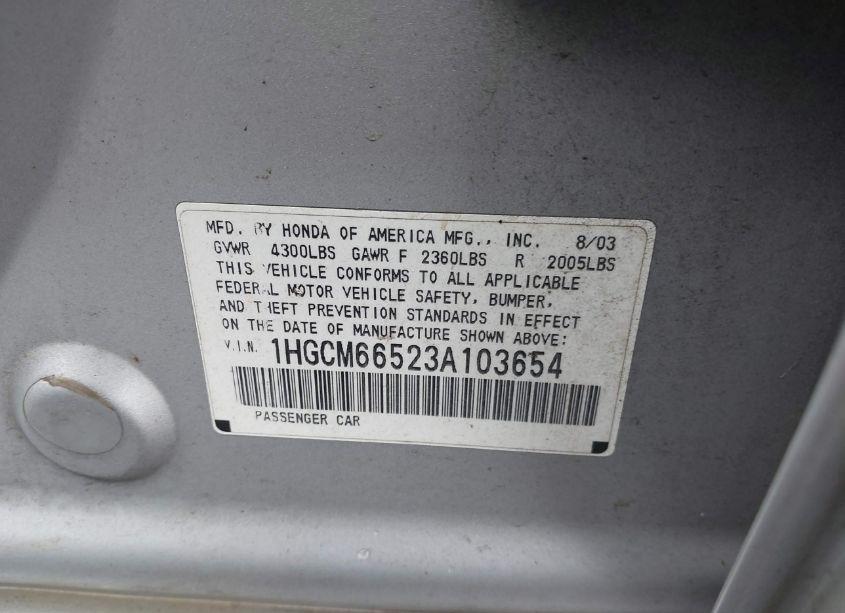 MFD. BY HONDA OF AMERICA MFG., INC. 8/03
GVWR 4300LBS GAWR F 2360LBS R 2005LBS
THIS VEHICLE CONFORMS TO ALL APPLICABLE
FEDERAL MOTOR VEHICLE SAFETY, BUMPER,
AND THEFT PREVENTION STANDARDS IN EFFECT
ON THE DATE OF MANUFACTURE SHOWN ABOVE:
V.I.N. 1HGCM66523A103654
PASSENGER CAR